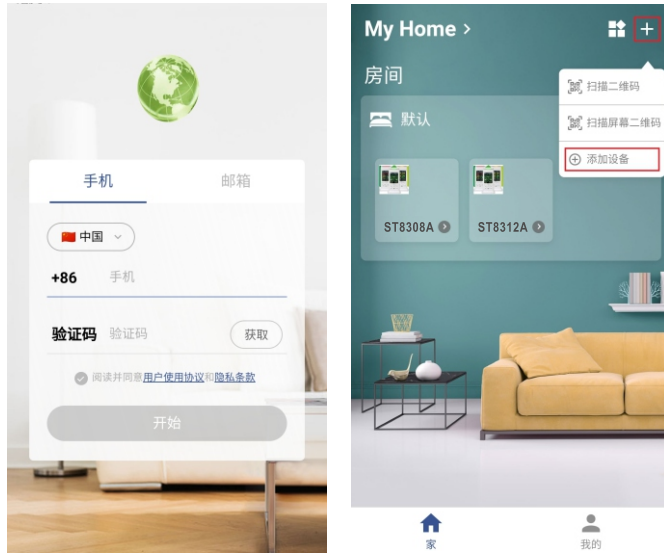 手机 邮箱
中国
+86 手机
验证码 验证码 获取
阅读并同意用户使用协议和隐私条款
开始
My Home >
扫描二维码
房间
扫描屏幕二维码
默认
添加设备
ST8308A ST8312A
家 我的